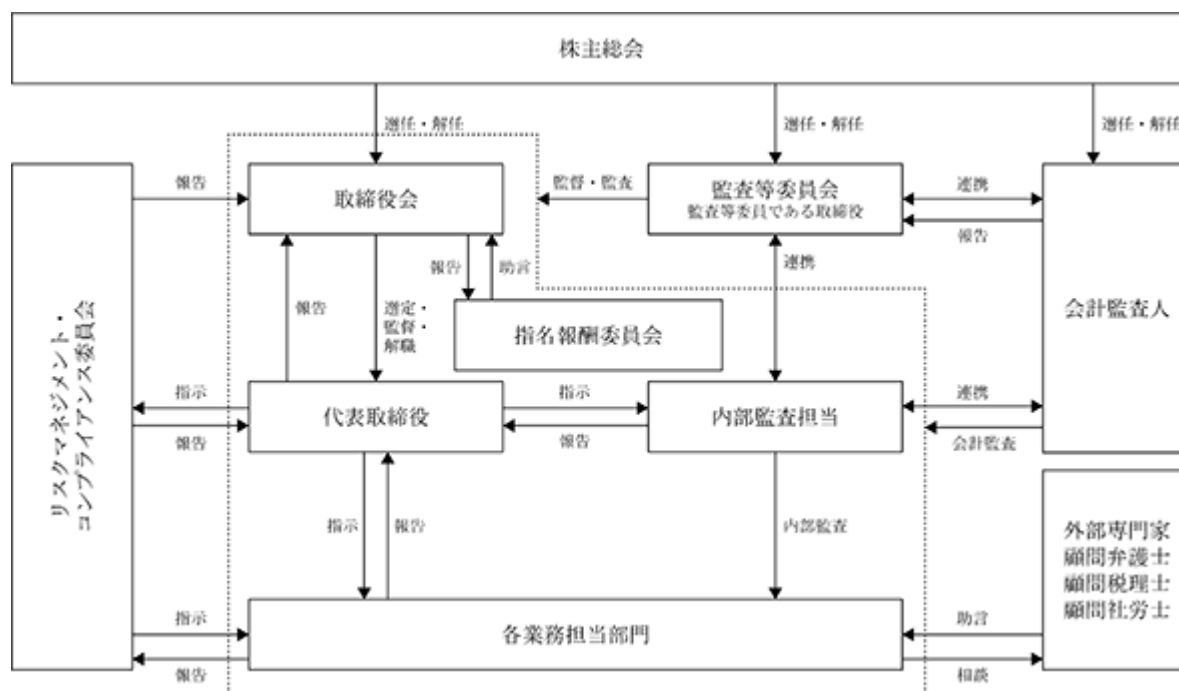 株主総会
選任・解任
選任・解任
選任・解任
報告
取締役会
監督・監査
監査等委員会
監査等委員である取締役
連携
報告
報告
選定・
監督・
解職
報告
助言
連携
指名報酬委員会
会計監査人
リスクマネジメント・
コンプライアンス委員会
指示
報告
代表取締役
指示
報告
内部監査担当
連携
会計監査
指示
報告
内部監査
外部専門家
顧問弁護士
顧問税理士
顧問社労士
指示
報告
各業務担当部門
助言
相談